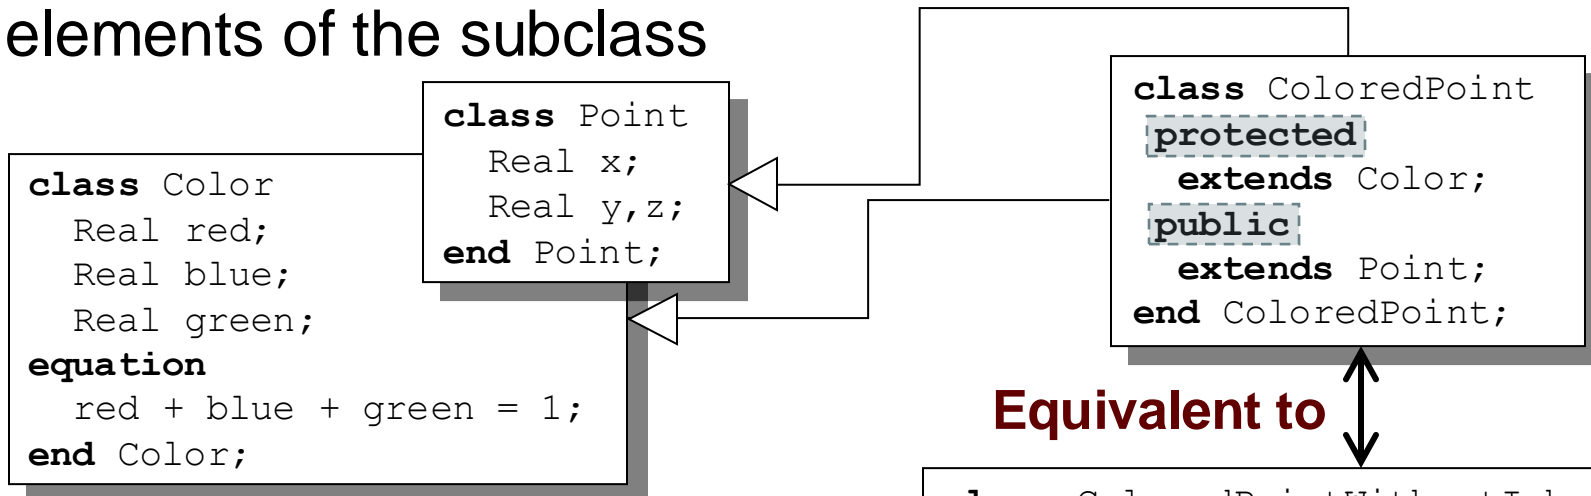 elements of the subclass
class Point
Real x;
Real y,z;
end Point;
class Color
Real red;
Real blue;
Real green;
equation
red + blue + green = 1;
end Color;
class ColoredPoint
protected
extends Color;
public
extends Point;
end ColoredPoint;
Equivalent to